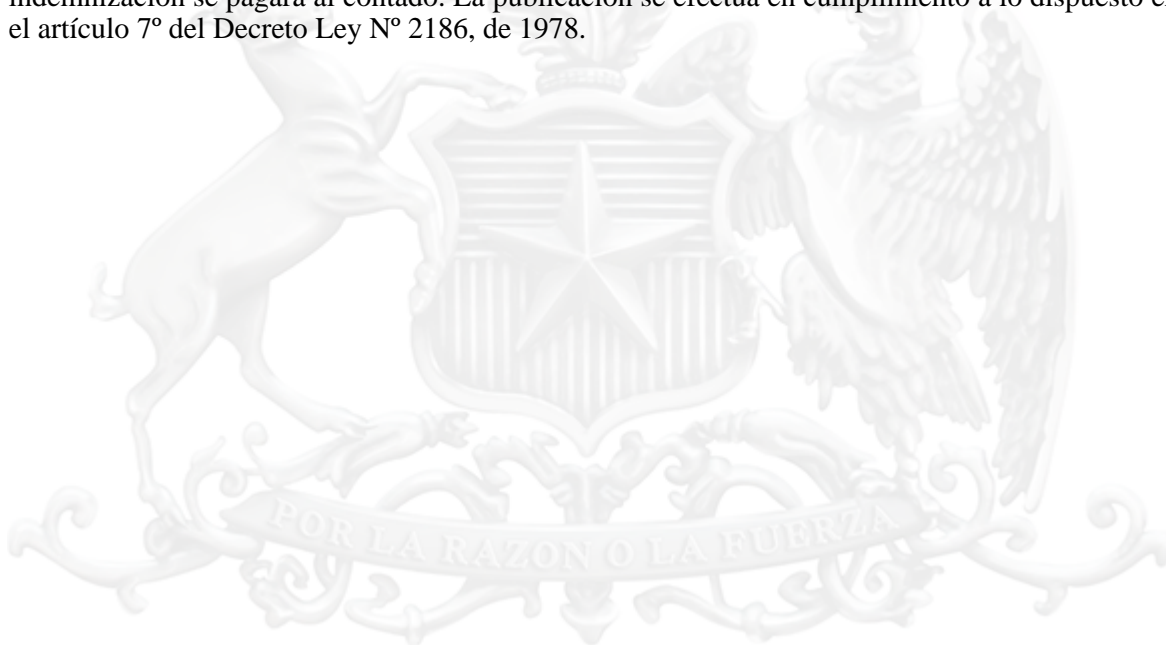 indemnización se pagará al contado. La publicación se efectúa en cumplimiento a lo dispuesto en
el artículo 7º del Decreto Ley Nº 2186, de 1978.
POR LA RAZON O LA FUERZA